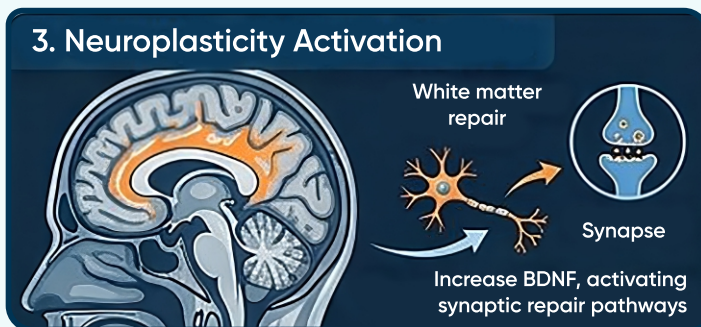 3. Neuroplasticity Activation
White matter
repair
Synapse
Increase BDNF, activating
synaptic repair pathways